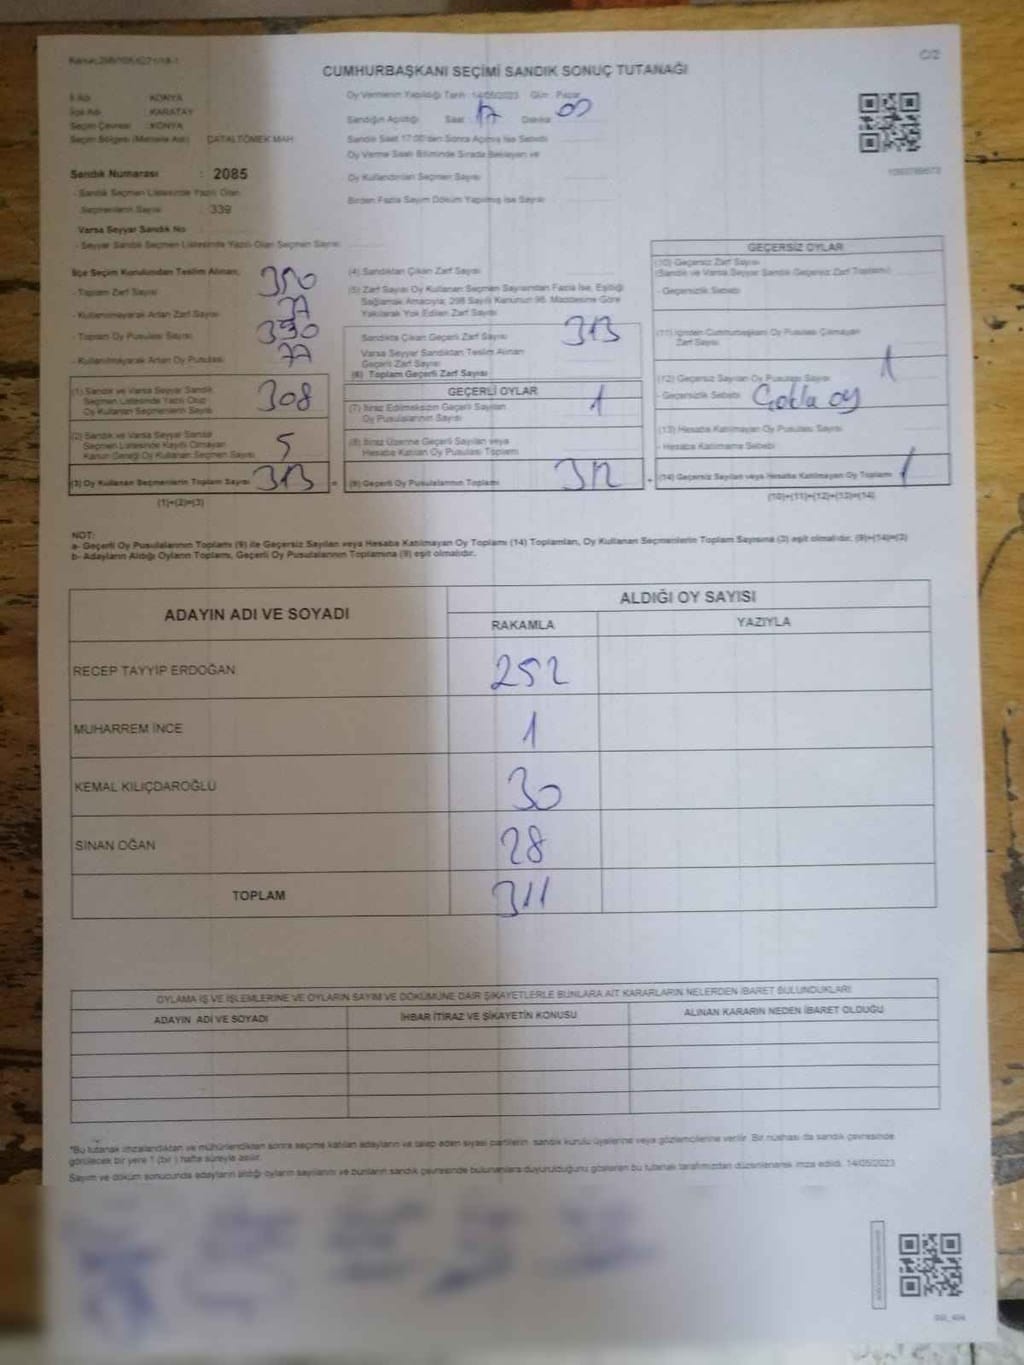 C/2
CUMHURBAŞKANI SEÇİMİ SANDIK SONUÇ TUTANAĞI
İl Adı : KONYA
İlçe Adı : KARATAY
Seçim Çevresi : KONYA
Seçim Bölgesi (Mahalle Adı) : ÇATALTÖMEK MAH
Sandık Numarası : 2085
- Sandık Seçmen Listesinde Yazılı Olan
Seçmenlerin Sayısı : 339
Varsa Seyyar Sandık No
- Seyyar Sandık Seçmen Listesinde Yazılı Olan Seçmen Sayısı
Oy Vermenin Yapıldığı Tarih : 14/05/2023 Gün : Pazar
Sandığın Açıldığı Saat : 17 Dakika : 00
Sandık Saat 17:00'den Sonra Açılmış İse Sebebi
Oy Verme Saati Bitiminde Sırada Bekleyen ve
Oy Kullandırılan Seçmen Sayısı
Birden Fazla Sayım Döküm Yapılmış İse Sayısı
İlçe Seçim Kurulundan Teslim Alınan;
- Toplam Zarf Sayısı
- Kullanılmayarak Artan Zarf Sayısı 77
- Toplam Oy Pusulası Sayısı
- Kullanılmayarak Artan Oy Pusulası 77
(1) Sandık ve Varsa Seyyar Sandık
Seçmen Listesinde Yazılı Olup
Oy Kullanan Seçmenlerin Sayısı 308
(2) Sandık ve Varsa Seyyar Sandık
Seçmen Listesinde Kayıtlı Olmayan
Kanun Gereği Oy Kullanan Seçmen Sayısı 5
(3) Oy Kullanan Seçmenlerin Toplam Sayısı 313 =
(1)+(2)=(3)
(4) Sandıktan Çıkan Zarf Sayısı
(5) Zarf Sayısı Oy Kullanan Seçmen Sayısından Fazla İse, Eşitliği
Sağlamak Amacıyla; 298 Sayılı Kanunun 98. Maddesine Göre
Yakılarak Yok Edilen Zarf Sayısı
Sandıkta Çıkan Geçerli Zarf Sayısı 313
Varsa Seyyar Sandıktan Teslim Alınan
Geçerli Zarf Sayısı
(6) Toplam Geçerli Zarf Sayısı
GEÇERLİ OYLAR
(7) İtiraz Edilmeksizin Geçerli Sayılan
Oy Pusulalarının Sayısı 1
(8) İtiraz Üzerine Geçerli Sayılan veya
Hesaba Katılan Oy Pusulası Toplamı
(9) Geçerli Oy Pusulalarının Toplamı 312 +
GEÇERSİZ OYLAR
(10) Geçersiz Zarf Sayısı
(Sandık ve Varsa Seyyar Sandık Geçersiz Zarf Toplamı)
- Geçersizlik Sebebi
(11) İçinden Cumhurbaşkanı Oy Pusulası Çıkmayan
Zarf Sayısı
(12) Geçersiz Sayılan Oy Pusulası Sayısı 1
- Geçersizlik Sebebi
(13) Hesaba Katılmayan Oy Pusulası Sayısı
- Hesaba Katılmama Sebebi
(14) Geçersiz Sayılan veya Hesaba Katılmayan Oy Toplamı 1
(10)+(11)+(12)+(13)=(14)
NOT:
a- Geçerli Oy Pusulalarının Toplamı (9) ile Geçersiz Sayılan veya Hesaba Katılmayan Oy Toplamı (14) Toplamları, Oy Kullanan Seçmenlerin Toplam Sayısına (3) eşit olmalıdır. (9)+(14)=(3)
b- Adayların Aldığı Oyların Toplamı, Geçerli Oy Pusulalarının Toplamına (9) eşit olmalıdır.
ADAYIN ADI VE SOYADI ALDIĞI OY SAYISI
RAKAMLA YAZIYLA
RECEP TAYYİP ERDOĞAN 252
MUHARREM İNCE 1
KEMAL KILIÇDAROĞLU 30
SİNAN OĞAN 28
TOPLAM 311
OYLAMA İŞ VE İŞLEMLERİNE VE OYLARIN SAYIM VE DÖKÜMÜNE DAİR ŞİKAYETLERLE BUNLARA AİT KARARLARIN NELERDEN İBARET BULUNDUKLARI
ADAYIN ADI VE SOYADI İHBAR İTİRAZ VE ŞİKAYETİN KONUSU ALINAN KARARIN NEDEN İBARET OLDUĞU
*Bu tutanak imzalandıktan ve mühürlendikten sonra seçime katılan adayların ve talep eden siyasi partilerin sandık kurulu üyelerine veya gözlemcilerine verilir. Bir nüshası da sandık çevresinde
görülecek bir yere 1 (bir) hafta süreyle asılır.
Sayım ve döküm sonucunda adayların aldığı oyların sayılarını ve bunların sandık çevresinde bulunanlara duyurulduğunu gösteren bu tutanak tarafımızdan düzenlenerek imza edildi. 14/05/2023